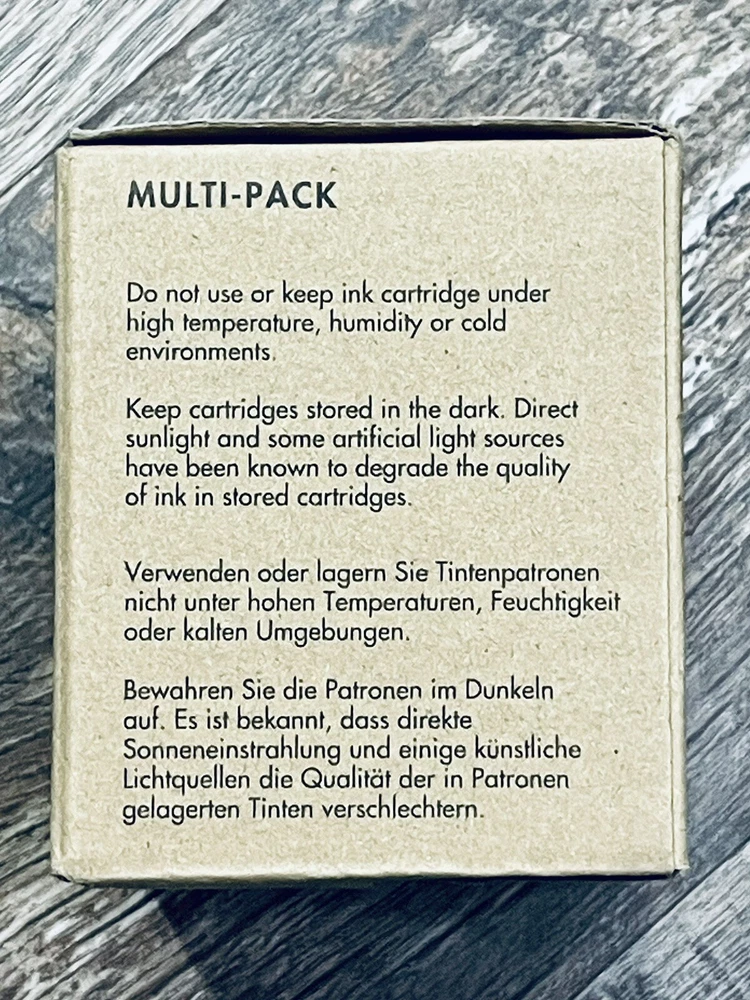 MULTI-PACK
Do not use or keep ink cartridge under
high temperature, humidity or cold
environments.
Keep cartridges stored in the dark. Direct
sunlight and some artificial light sources
have been known to degrade the quality
of ink in stored cartridges.
Verwenden oder lagern Sie Tintenpatronen
nicht unter hohen Temperaturen, Feuchtigkeit
oder kalten Umgebungen.
Bewahren Sie die Patronen im Dunkeln
auf. Es ist bekannt, dass direkte
Sonneneinstrahlung und einige künstliche
Lichtquellen die Qualität der in Patronen
gelagerten Tinten verschlechtern.